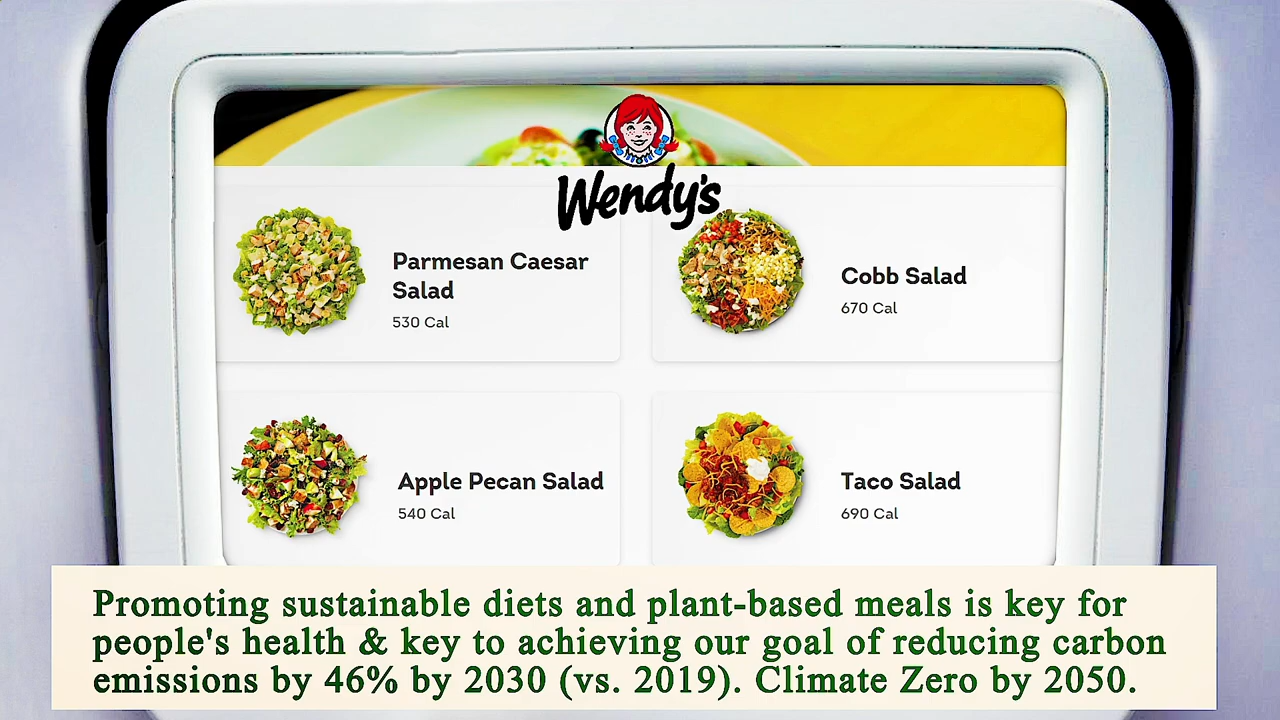 Wendy's
Parmesan Caesar
Salad
530 Cal
Cobb Salad
670 Cal
Apple Pecan Salad
540 Cal
Taco Salad
690 Cal
Promoting sustainable diets and plant-based meals is key for
people's health & key to achieving our goal of reducing carbon
emissions by 46% by 2030 (vs. 2019). Climate Zero by 2050.